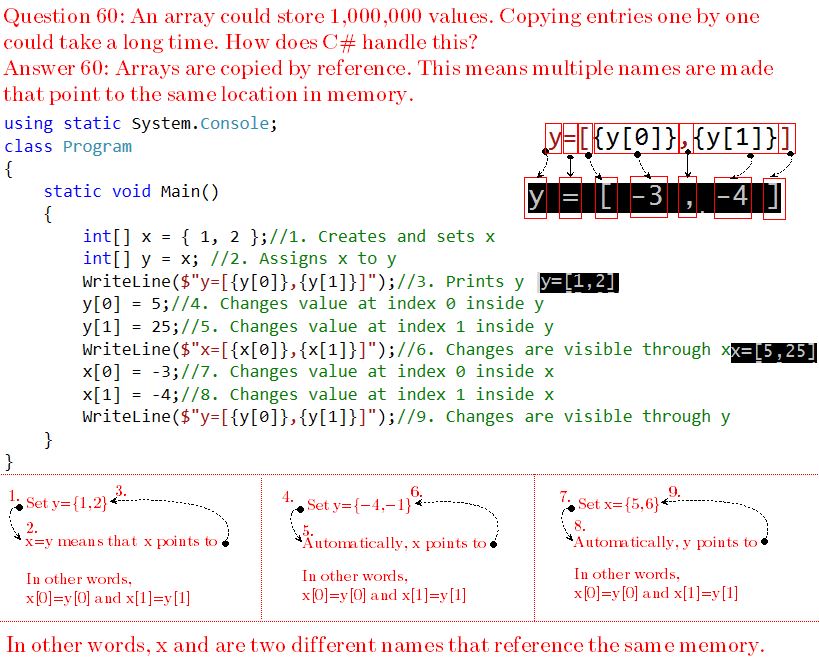 Question 60: An array could store 1,000,000 values. Copying entries one by one
could take a long time. How does C# handle this?
Answer 60: Arrays are copied by reference. This means multiple names are made
that point to the same location in memory.
using static System.Console;
class Program
{
static void Main()
{
int[] x = { 1, 2 };//1. Creates and sets x
int[] y = x; //2. Assigns x to y
WriteLine($"y=[{y[0]},{y[1]}]");//3. Prints y y=[1,2]
y[0] = 5;//4. Changes value at index 0 inside y
y[1] = 25;//5. Changes value at index 1 inside y
WriteLine($"x=[{x[0]},{x[1]}]");//6. Changes are visible through x x=[5,25]
x[0] = -3;//7. Changes value at index 0 inside x
x[1] = -4;//8. Changes value at index 1 inside x
WriteLine($"y=[{y[0]},{y[1]}]");//9. Changes are visible through y
}
}
y=[{y[0]},{y[1]}]
y = [ -3 , -4 ]
1. Set y={1,2} 3.
2.
x=y means that x points to
In other words,
x[0]=y[0] and x[1]=y[1]
4. Set y={-4,-1} 6.
5.
Automatically, x points to
In other words,
x[0]=y[0] and x[1]=y[1]
7. Set x={5,6} 9.
8.
Automatically, y points to
In other words,
x[0]=y[0] and x[1]=y[1]
In other words, x and are two different names that reference the same memory.